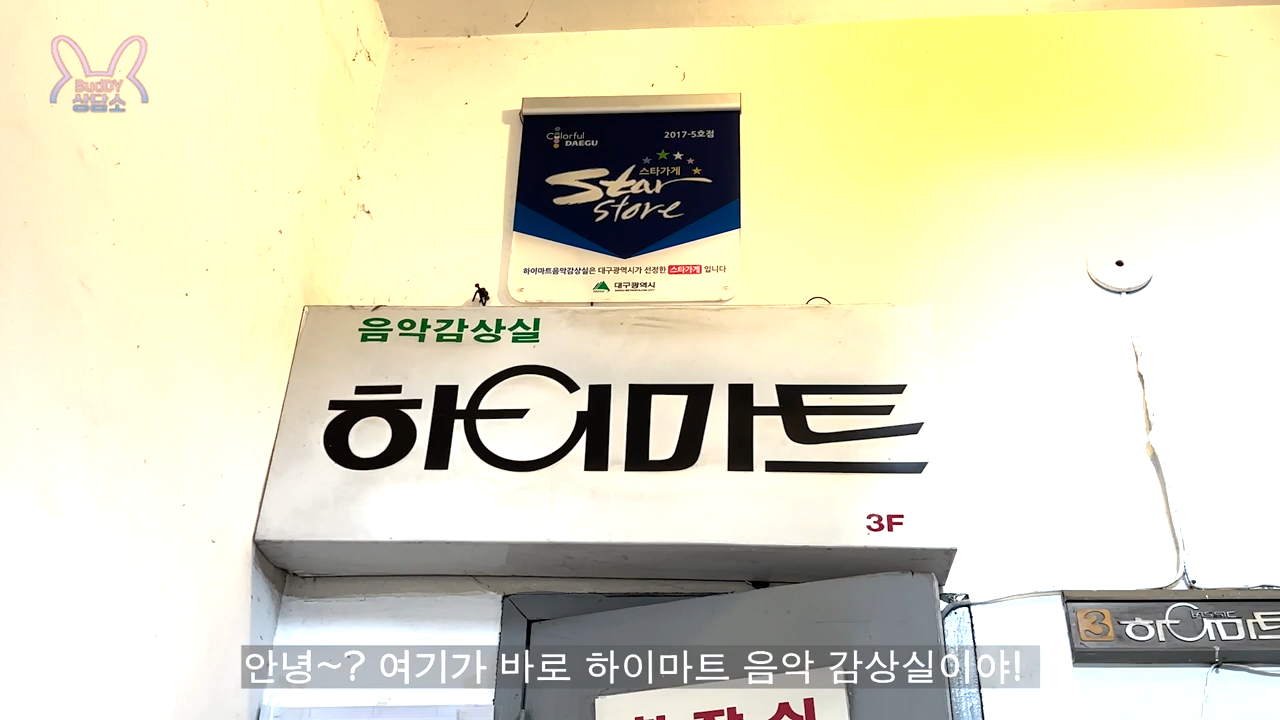 BudDY
상담소
Colorful
DAEGU
2017-5호점
스타가게
Star
store
하이마트음악감상실은 대구광역시가 선정한 스타가게 입니다
대구광역시
음악감상실
하이마트
3F
3 하이마트
안녕~? 여기가 바로 하이마트 음악 감상실이야!